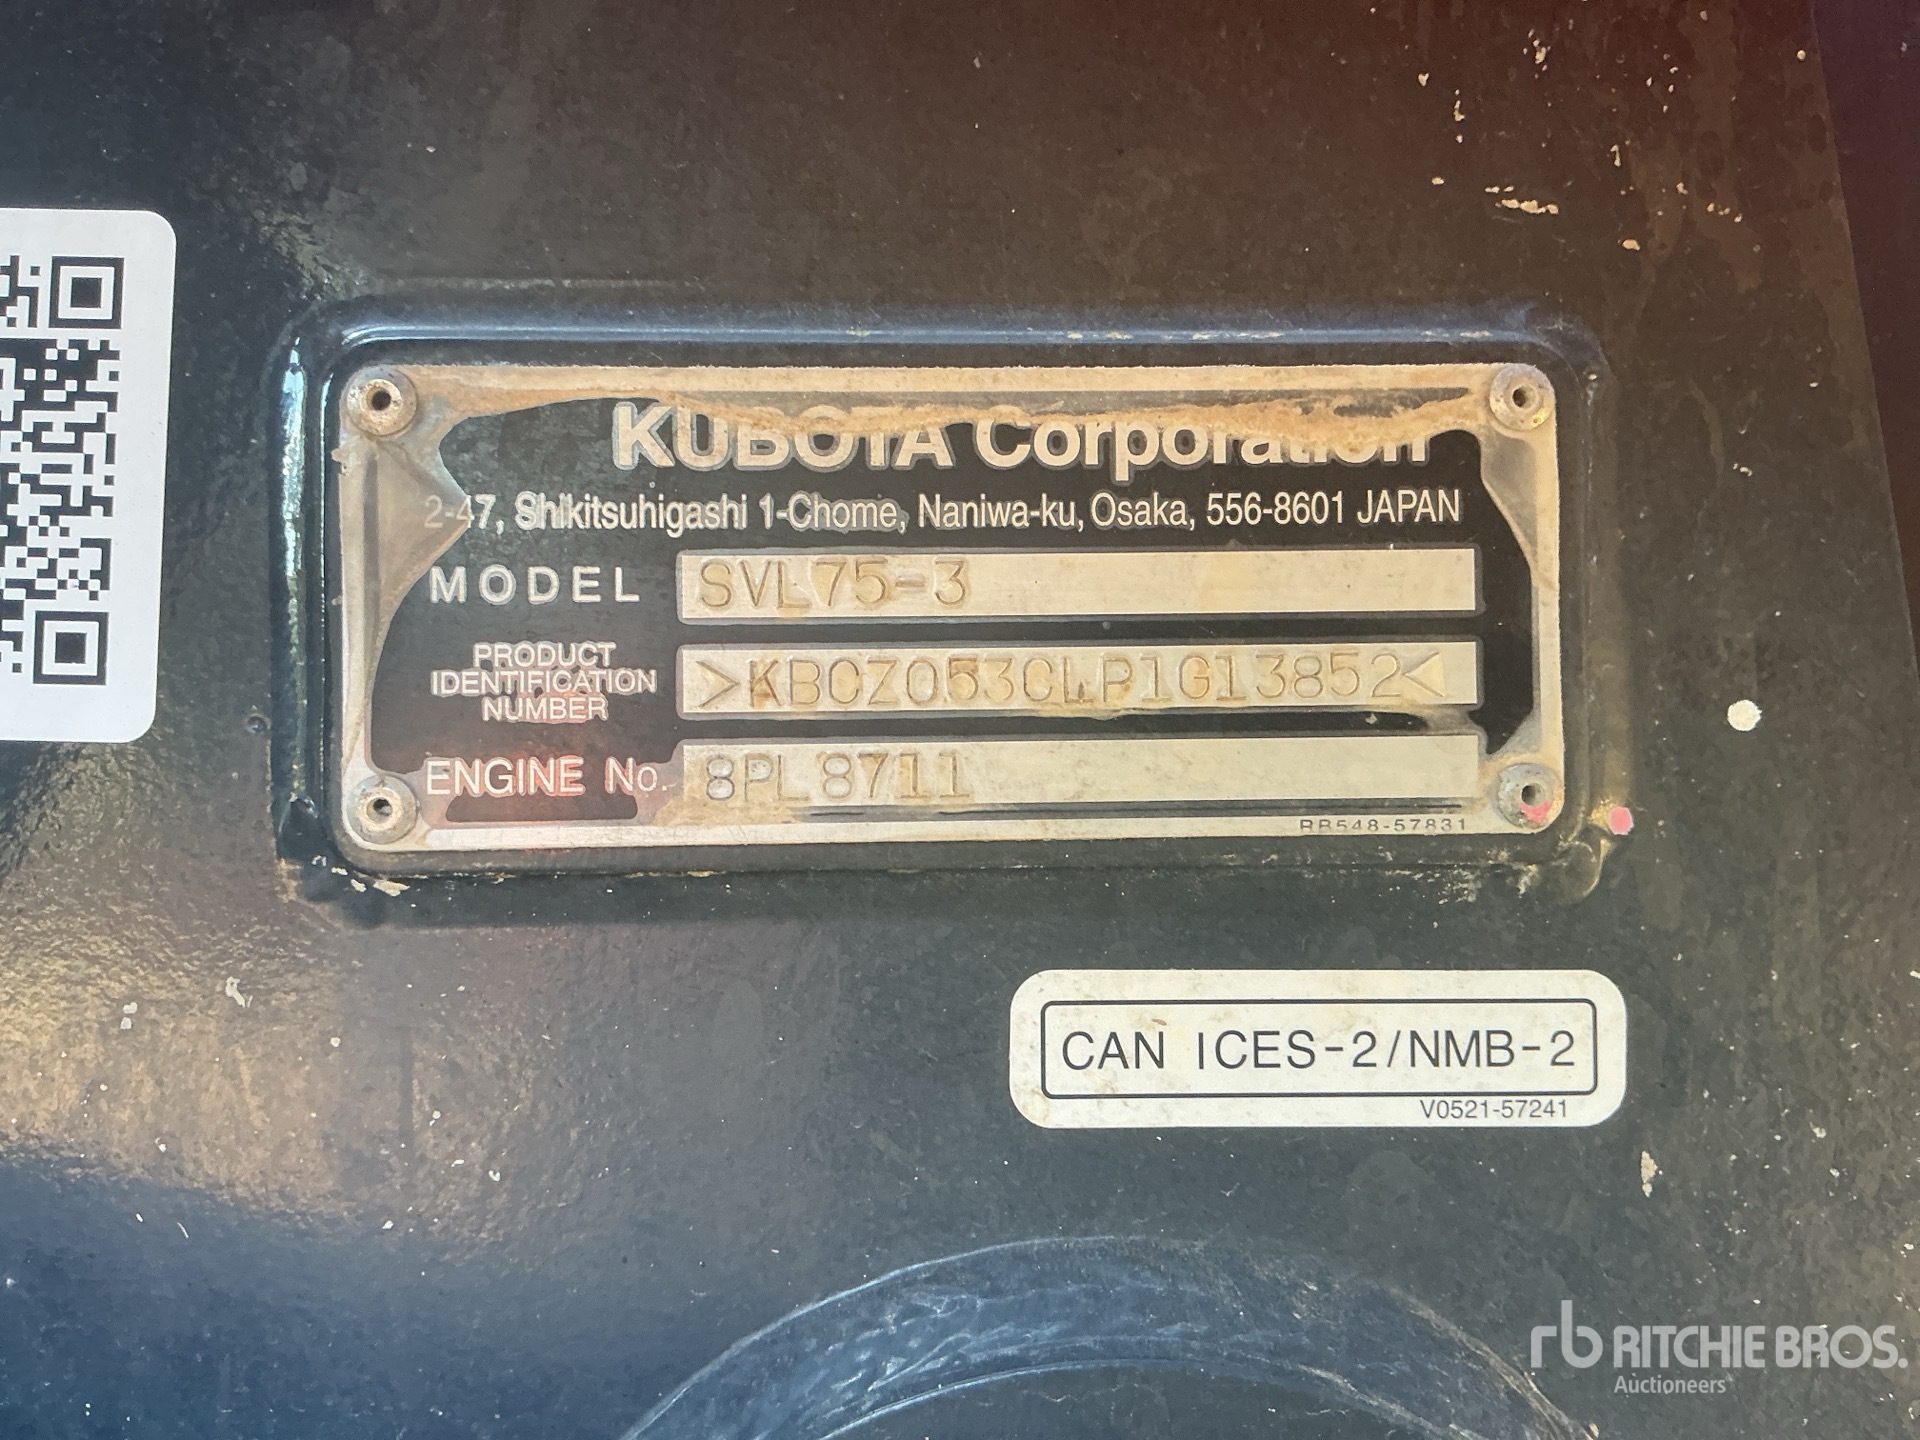 KUBOTA Corporation
2-47, Shikitsuhigashi 1-Chome, Naniwa-ku, Osaka, 556-8601 JAPAN
MODEL SVL75-3
PRODUCT
IDENTIFICATION
NUMBER
>KBCZ053CLP1G13852<
ENGINE No. 8PL8711
RB548-57831
CAN ICES-2/NMB-2
V0521-57241
rb RITCHIE BROS.
Auctioneers